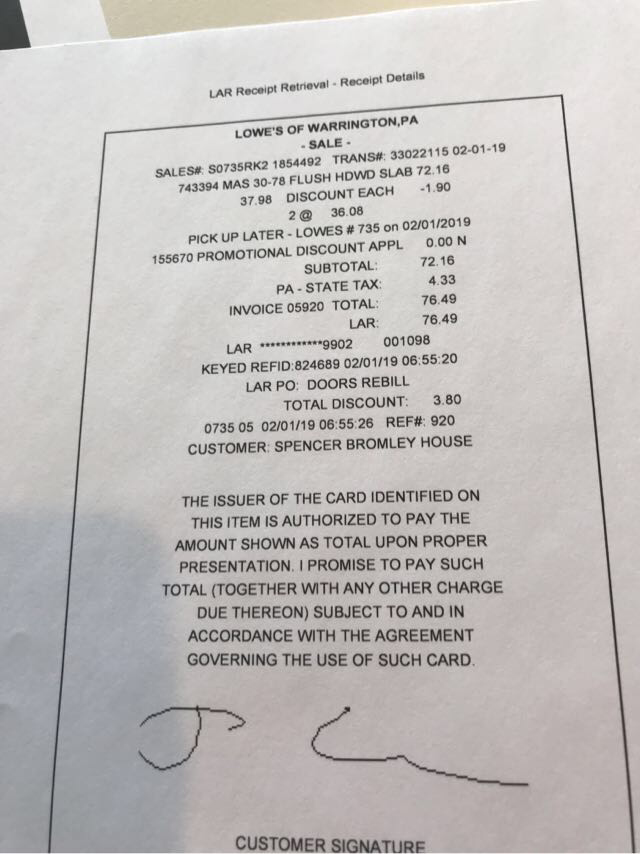 LAR Receipt Retrieval - Receipt Details
LOWE'S OF WARRINGTON,PA
- SALE -
SALES#: S0735RK2 1854492 TRANS#: 33022115 02-01-19
743394 MAS 30-78 FLUSH HDWD SLAB 72.16
37.98 DISCOUNT EACH -1.90
2 @ 36.08
PICK UP LATER - LOWES # 735 on 02/01/2019
155670 PROMOTIONAL DISCOUNT APPL 0.00 N
SUBTOTAL: 72.16
PA - STATE TAX: 4.33
INVOICE 05920 TOTAL: 76.49
LAR: 76.49
LAR ************9902 001098
KEYED REFID:824689 02/01/19 06:55:20
LAR PO: DOORS REBILL
TOTAL DISCOUNT: 3.80
0735 05 02/01/19 06:55:26 REF#: 920
CUSTOMER: SPENCER BROMLEY HOUSE
THE ISSUER OF THE CARD IDENTIFIED ON
THIS ITEM IS AUTHORIZED TO PAY THE
AMOUNT SHOWN AS TOTAL UPON PROPER
PRESENTATION. I PROMISE TO PAY SUCH
TOTAL (TOGETHER WITH ANY OTHER CHARGE
DUE THEREON) SUBJECT TO AND IN
ACCORDANCE WITH THE AGREEMENT
GOVERNING THE USE OF SUCH CARD.
CUSTOMER SIGNATURE